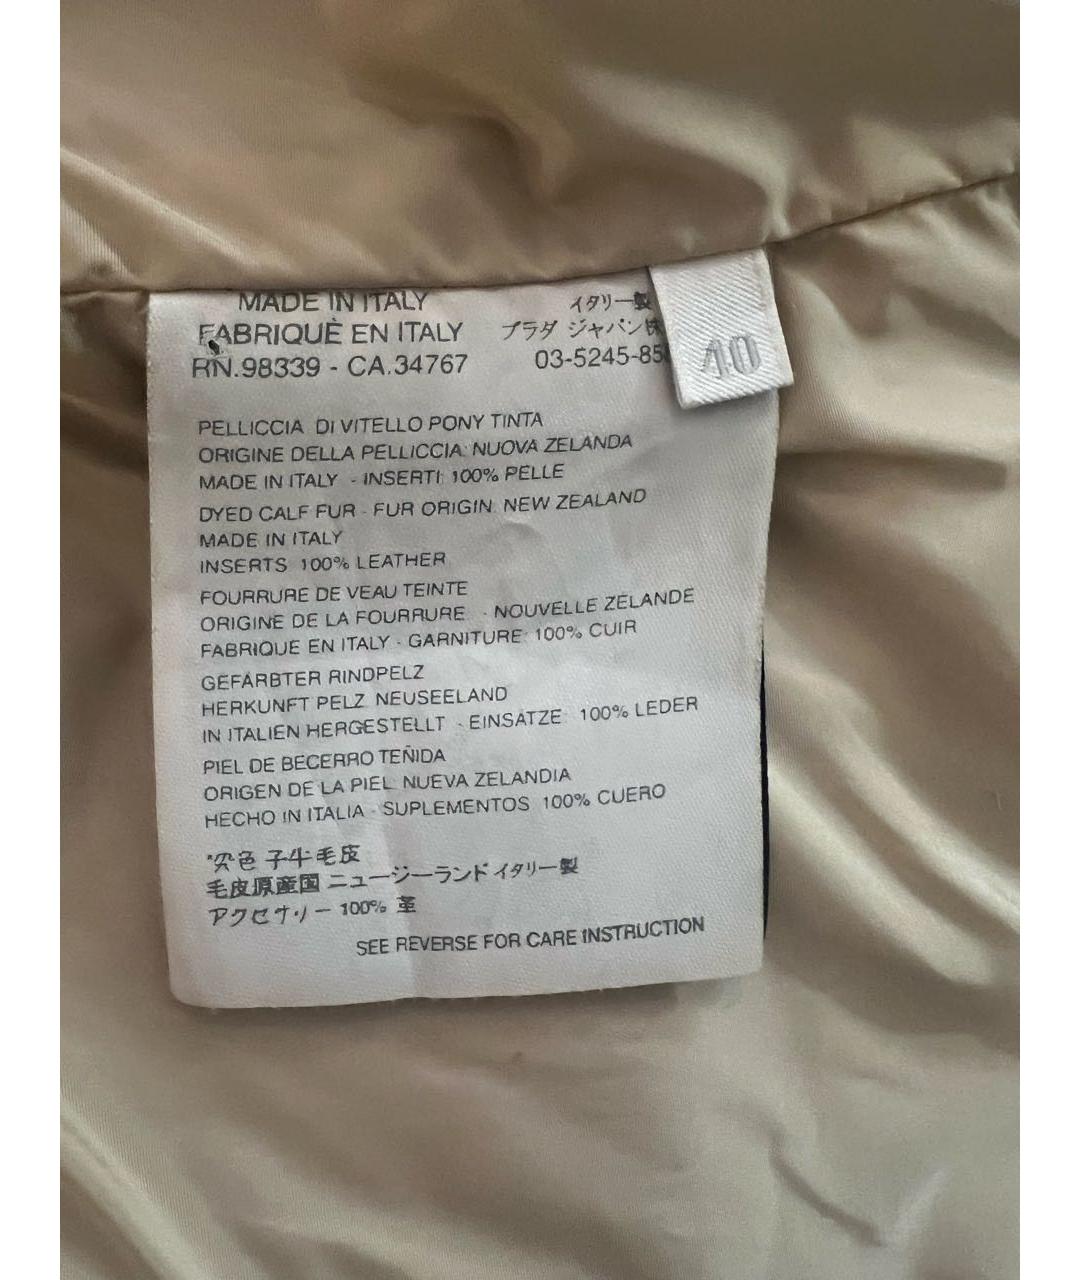 MADE IN ITALY
FABRIQUÈ EN ITALY
RN.98339 - CA.34767
イタリー製
プラダ ジャパン株
03-5245-85
40
PELLICCIA DI VITELLO PONY TINTA
ORIGINE DELLA PELLICCIA: NUOVA ZELANDA
MADE IN ITALY - INSERTI: 100% PELLE
DYED CALF FUR - FUR ORIGIN: NEW ZEALAND
MADE IN ITALY
INSERTS 100% LEATHER
FOURRURE DE VEAU TEINTE
ORIGINE DE LA FOURRURE - NOUVELLE ZÉLANDE
FABRIQUE EN ITALY - GARNITURE: 100% CUIR
GEFARBTER RINDPELZ
HERKUNFT PELZ NEUSEELAND
IN ITALIEN HERGESTELLT - EINSATZE: 100% LEDER
PIEL DE BECERRO TEÑIDA
ORIGEN DE LA PIEL NUEVA ZELANDIA
HECHO IN ITALIA - SUPLEMENTOS 100% CUERO
染色 子牛毛皮
毛皮原産国 ニュージーランド イタリー製
アクセサリー 100% 革
SEE REVERSE FOR CARE INSTRUCTION